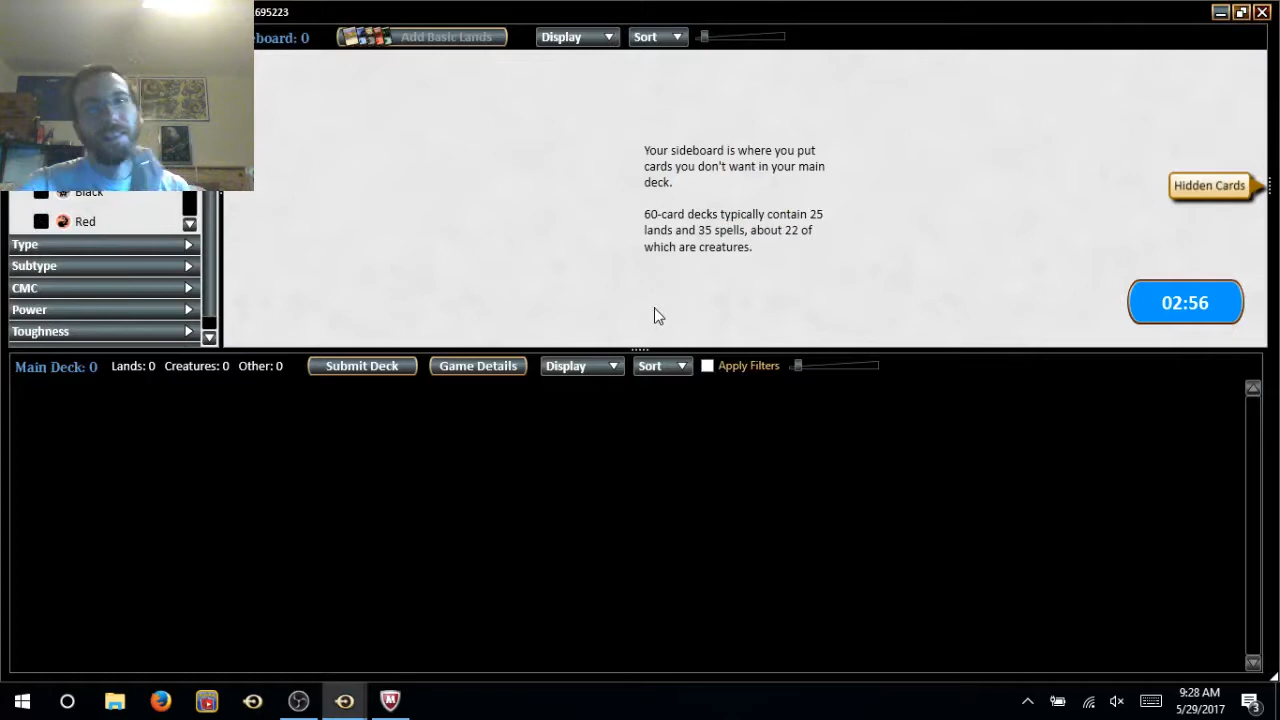 695223
board: 0
Add Basic Lands
Display
Sort
Your sideboard is where you put
cards you don't want in your main
deck.
60-card decks typically contain 25
lands and 35 spells, about 22 of
which are creatures.
Hidden Cards
Black
Red
Type
Subtype
CMC
Power
Toughness
02:56
Main Deck: 0 Lands: 0 Creatures: 0 Other: 0
Submit Deck
Game Details
Display
Sort
Apply Filters
9:28 AM
5/29/2017
3